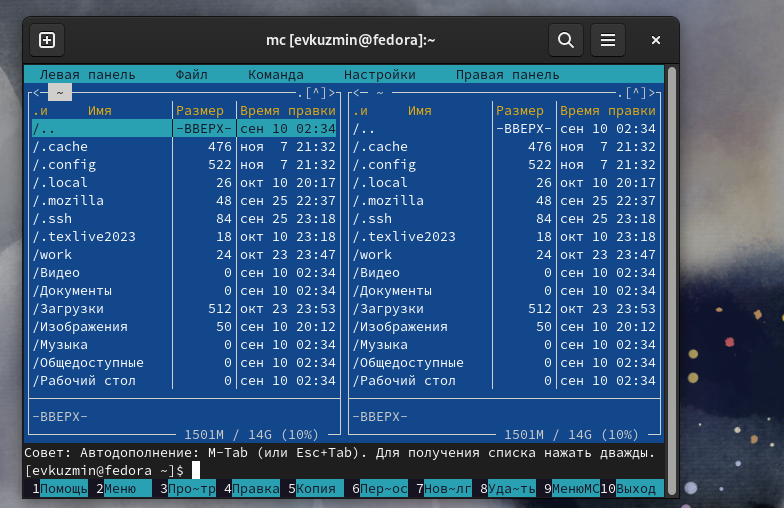 mc [evkuzmin@fedora]:~
Левая панель Файл Команда Настройки Правая панель
<— ~ .[^]> <— ~ .[^]>
.и Имя Размер Время правки .и Имя Размер Время правки
/.. -ВВЕРХ- сен 10 02:34 /.. -ВВЕРХ- сен 10 02:34
/.cache 476 ноя 7 21:32 /.cache 476 ноя 7 21:32
/.config 522 ноя 7 21:32 /.config 522 ноя 7 21:32
/.local 26 окт 10 20:17 /.local 26 окт 10 20:17
/.mozilla 48 сен 25 22:37 /.mozilla 48 сен 25 22:37
/.ssh 84 сен 25 23:18 /.ssh 84 сен 25 23:18
/.texlive2023 18 окт 10 23:18 /.texlive2023 18 окт 10 23:18
/work 24 окт 23 23:47 /work 24 окт 23 23:47
/Видео 0 сен 10 02:34 /Видео 0 сен 10 02:34
/Документы 0 сен 10 02:34 /Документы 0 сен 10 02:34
/Загрузки 512 окт 23 23:53 /Загрузки 512 окт 23 23:53
/Изображения 50 сен 10 20:12 /Изображения 50 сен 10 20:12
/Музыка 0 сен 10 02:34 /Музыка 0 сен 10 02:34
/Общедоступные 0 сен 10 02:34 /Общедоступные 0 сен 10 02:34
/Рабочий стол 0 сен 10 02:34 /Рабочий стол 0 сен 10 02:34
-ВВЕРХ- -ВВЕРХ-
1501M / 14G (10%) 1501M / 14G (10%)
Совет: Автодополнение: M-Tab (или Esc+Tab). Для получения списка нажать дважды.
[evkuzmin@fedora ~]$
1Помощь 2Меню 3Про~тр 4Правка 5Копия 6Пер~ос 7Нов~лг 8Уда~ть 9МенюMC 10Выход